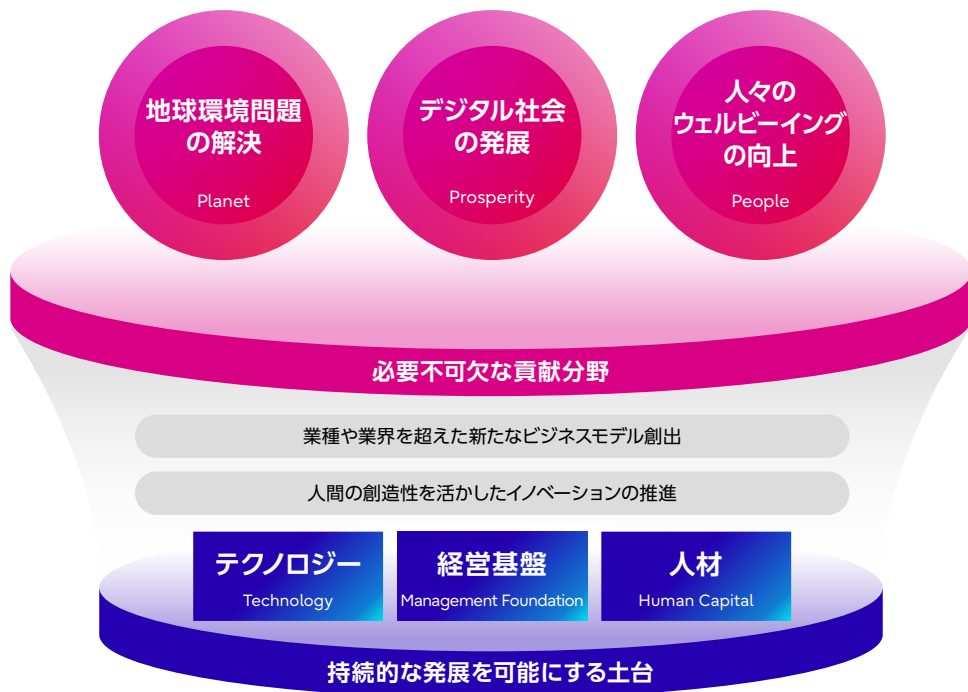 地球環境問題
の解決
Planet
デジタル社会
の発展
Prosperity
人々の
ウェルビーイング
の向上
People
必要不可欠な貢献分野
業種や業界を超えた新たなビジネスモデル創出
人間の創造性を活かしたイノベーションの推進
テクノロジー
Technology
経営基盤
Management Foundation
人材
Human Capital
持続的な発展を可能にする土台